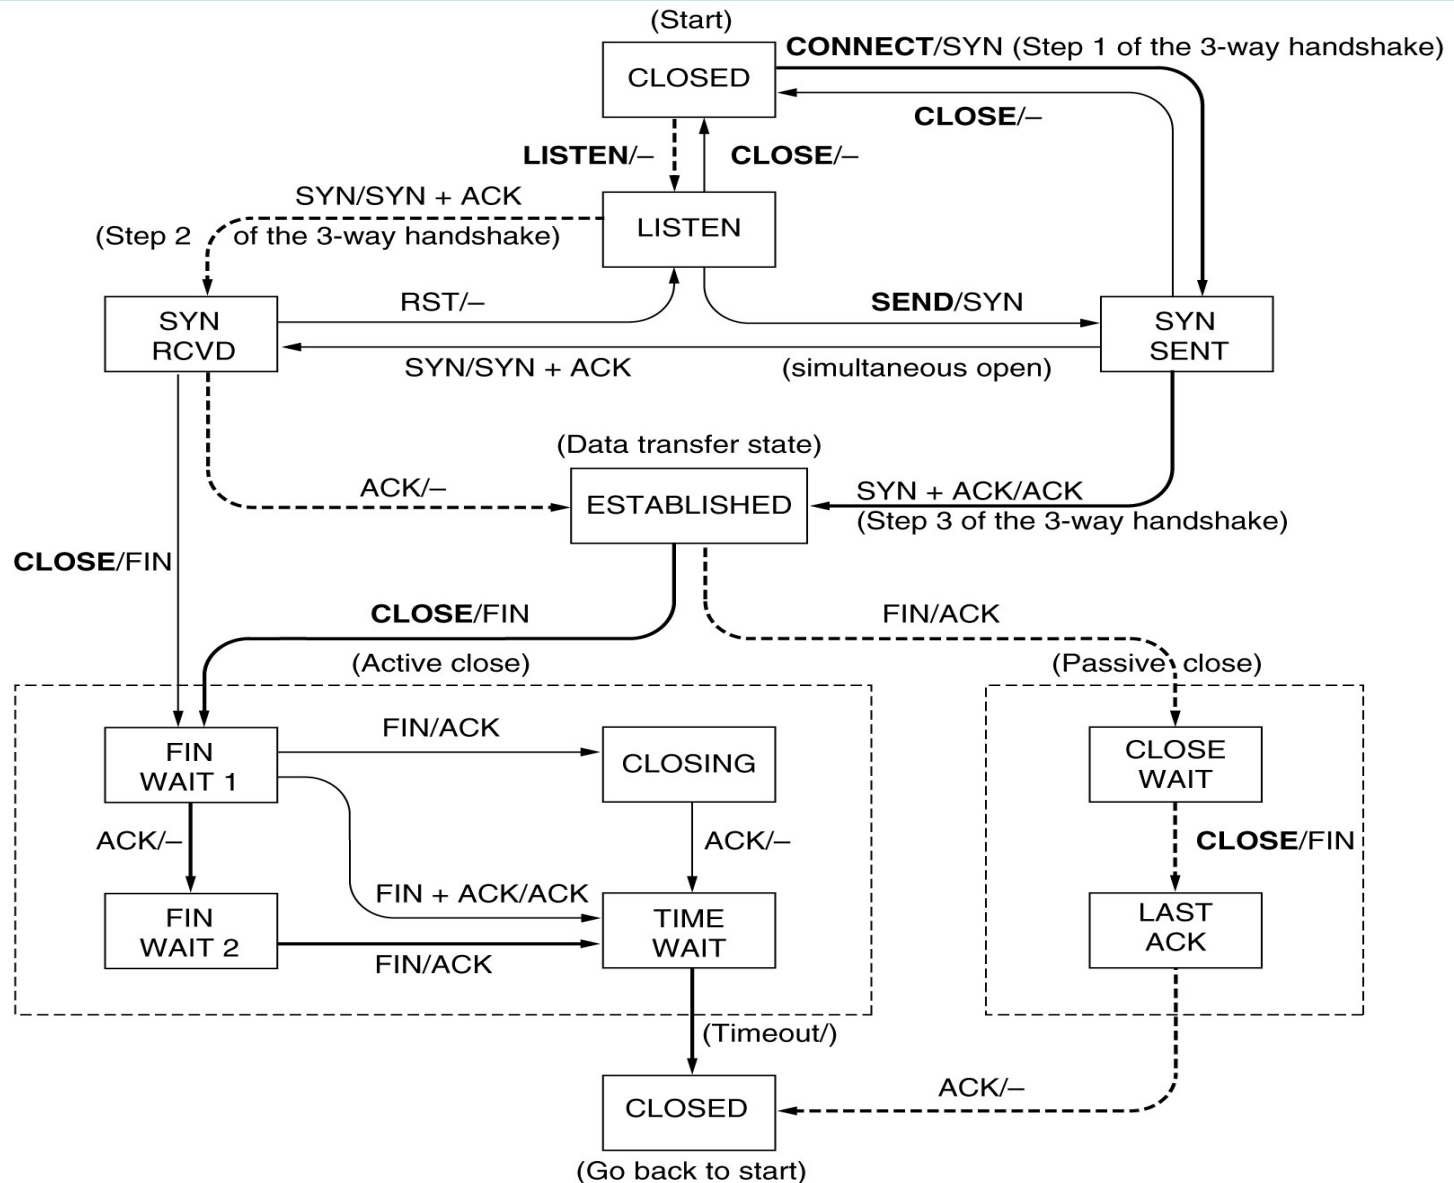 (Start)
CLOSED
CONNECT/SYN (Step 1 of the 3-way handshake)
CLOSE/–
LISTEN/–
CLOSE/–
SYN/SYN + ACK
(Step 2 of the 3-way handshake)
LISTEN
SYN
RCVD
RST/–
SEND/SYN
SYN
SENT
SYN/SYN + ACK
(simultaneous open)
(Data transfer state)
ACK/–
ESTABLISHED
SYN + ACK/ACK
(Step 3 of the 3-way handshake)
CLOSE/FIN
CLOSE/FIN
FIN/ACK
(Active close)
(Passive close)
FIN
WAIT 1
FIN/ACK
CLOSING
CLOSE
WAIT
ACK/–
ACK/–
CLOSE/FIN
FIN + ACK/ACK
FIN
WAIT 2
TIME
WAIT
LAST
ACK
FIN/ACK
(Timeout/)
CLOSED
ACK/–
(Go back to start)